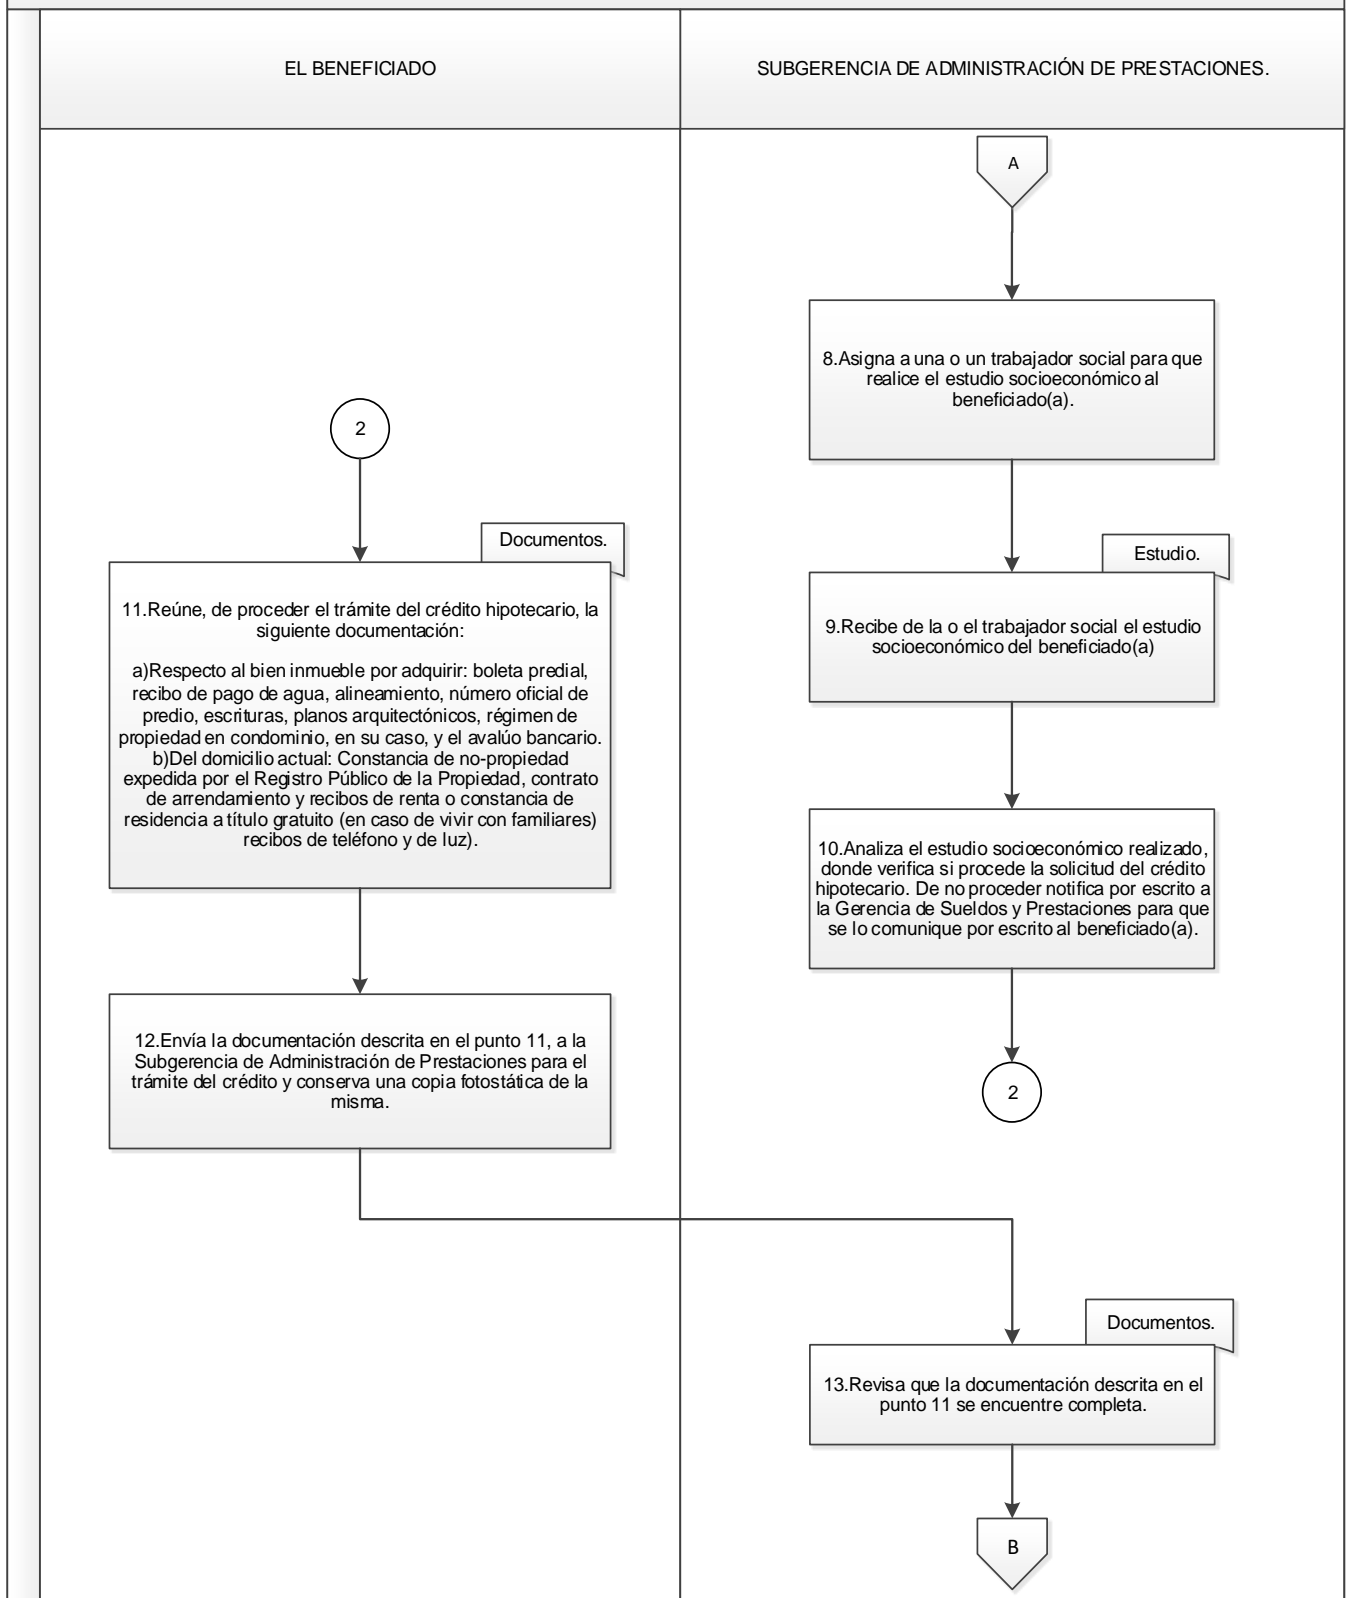 EL BENEFICIADO
SUBGERENCIA DE ADMINISTRACIÓN DE PRESTACIONES.
A
8.Asigna a una o un trabajador social para que
realice el estudio socioeconómico al
beneficiado(a).
Estudio.
9.Recibe de la o el trabajador social el estudio
socioeconómico del beneficiado(a)
10.Analiza el estudio socioeconómico realizado,
donde verifica si procede la solicitud del crédito
hipotecario. De no proceder notifica por escrito a
la Gerencia de Sueldos y Prestaciones para que
se lo comunique por escrito al beneficiado(a).
2
2
Documentos.
11.Reúne, de proceder el trámite del crédito hipotecario, la
siguiente documentación:
a)Respecto al bien inmueble por adquirir: boleta predial,
recibo de pago de agua, alineamiento, número oficial de
predio, escrituras, planos arquitectónicos, régimen de
propiedad en condominio, en su caso, y el avalúo bancario.
b)Del domicilio actual: Constancia de no-propiedad
expedida por el Registro Público de la Propiedad, contrato
de arrendamiento y recibos de renta o constancia de
residencia a título gratuito (en caso de vivir con familiares)
recibos de teléfono y de luz).
12.Envía la documentación descrita en el punto 11, a la
Subgerencia de Administración de Prestaciones para el
trámite del crédito y conserva una copia fotostática de la
misma.
Documentos.
13.Revisa que la documentación descrita en el
punto 11 se encuentre completa.
B